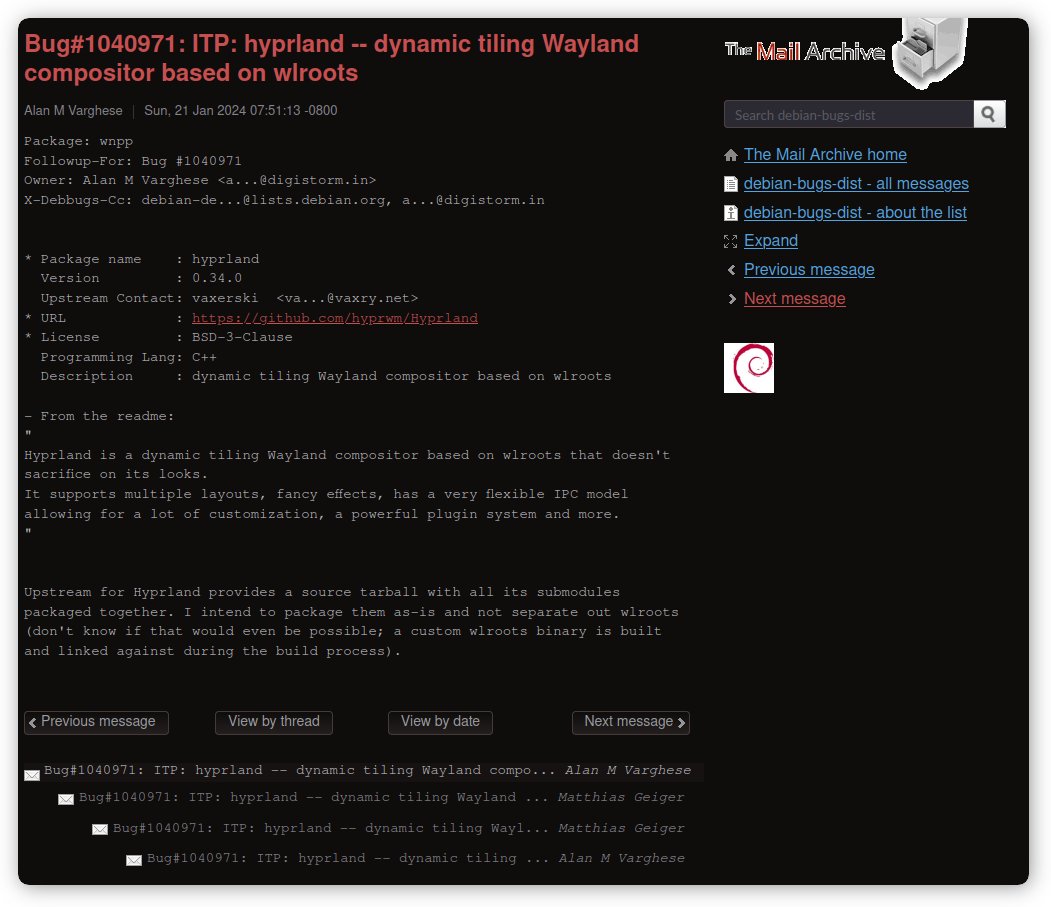 Bug#1040971: ITP: hyprland -- dynamic tiling Wayland
compositor based on wlroots
Alan M Varghese | Sun, 21 Jan 2024 07:51:13 -0800
Package: wnpp
Followup-For: Bug #1040971
Owner: Alan M Varghese <a...@digistorm.in>
X-Debbugs-Cc: debian-de...@lists.debian.org, a...@digistorm.in
* Package name    : hyprland
  Version         : 0.34.0
  Upstream Contact: vaxerski  <va...@vaxry.net>
* URL             : https://github.com/hyprwm/Hyprland
* License         : BSD-3-Clause
  Programming Lang: C++
  Description     : dynamic tiling Wayland compositor based on wlroots
- From the readme:
"
Hyprland is a dynamic tiling Wayland compositor based on wlroots that doesn't
sacrifice on its looks.
It supports multiple layouts, fancy effects, has a very flexible IPC model
allowing for a lot of customization, a powerful plugin system and more.
"
Upstream for Hyprland provides a source tarball with all its submodules
packaged together. I intend to package them as-is and not separate out wlroots
(don't know if that would even be possible; a custom wlroots binary is built
and linked against during the build process).
Previous message
View by thread
View by date
Next message
Bug#1040971: ITP: hyprland -- dynamic tiling Wayland compo... Alan M Varghese
Bug#1040971: ITP: hyprland -- dynamic tiling Wayland ... Matthias Geiger
Bug#1040971: ITP: hyprland -- dynamic tiling Wayl... Matthias Geiger
Bug#1040971: ITP: hyprland -- dynamic tiling ... Alan M Varghese
The Mail Archive
Search debian-bugs-dist
The Mail Archive home
debian-bugs-dist - all messages
debian-bugs-dist - about the list
Expand
Previous message
Next message